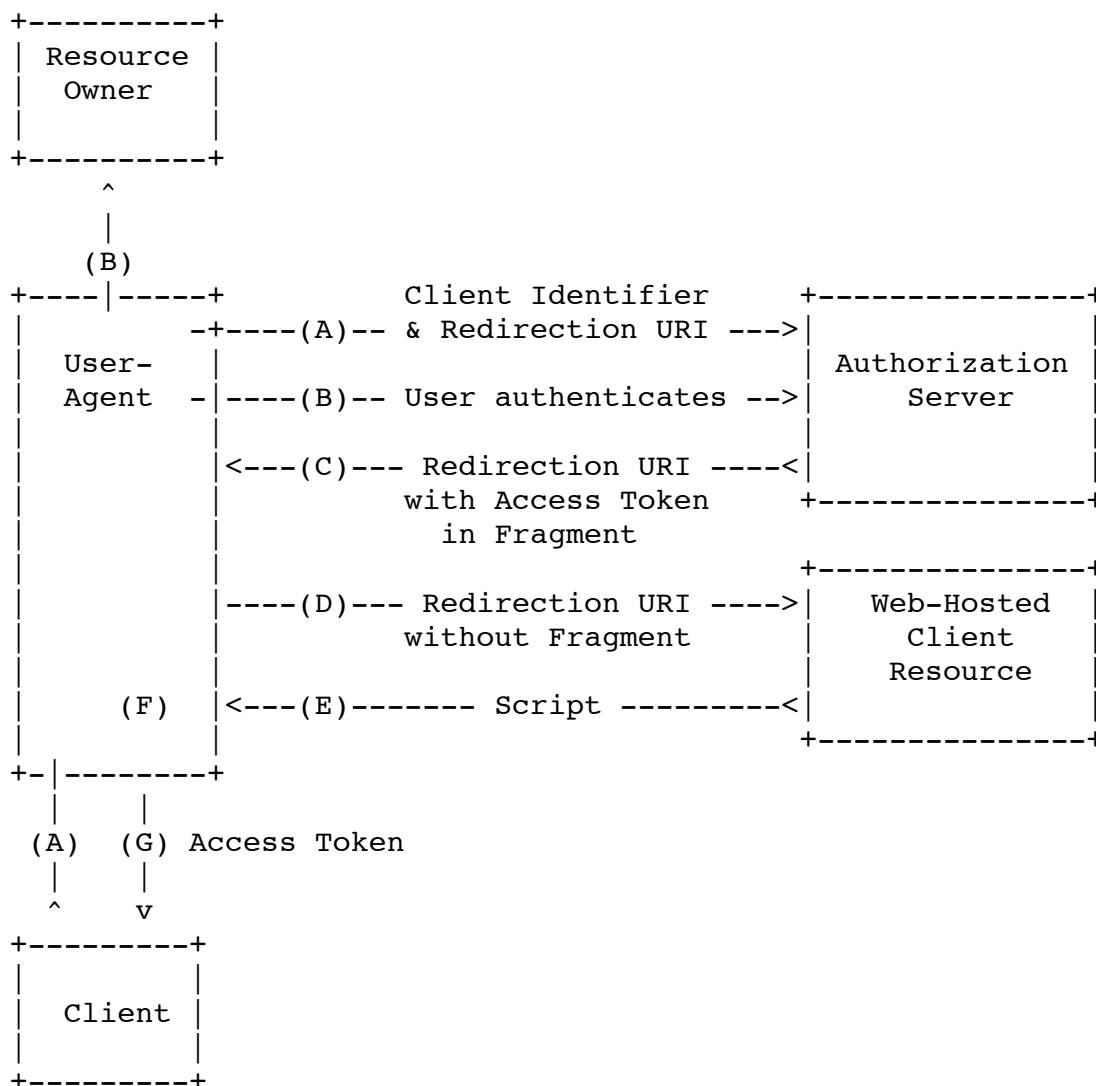 +----------+
| Resource |
|  Owner   |
|          |
+----------+
     ^
     |
    (B)
+----|-----+          Client Identifier     +---------------+
|         -+----(A)-- & Redirection URI --->|               |
|  User-   |                                | Authorization |
|  Agent  -|----(B)-- User authenticates -->|     Server    |
|          |                                |               |
|          |<---(C)--- Redirection URI ----<|               |
|          |          with Access Token     +---------------+
|          |            in Fragment
|          |                                +---------------+
|          |----(D)--- Redirection URI ---->|   Web-Hosted  |
|          |          without Fragment      |     Client    |
|          |                                |    Resource   |
|     (F)  |<---(E)------- Script ---------<|               |
|          |                                +---------------+
+-|--------+
  |    |
 (A)  (G) Access Token
  |    |
  ^    v
+---------+
|         |
|  Client |
|         |
+---------+